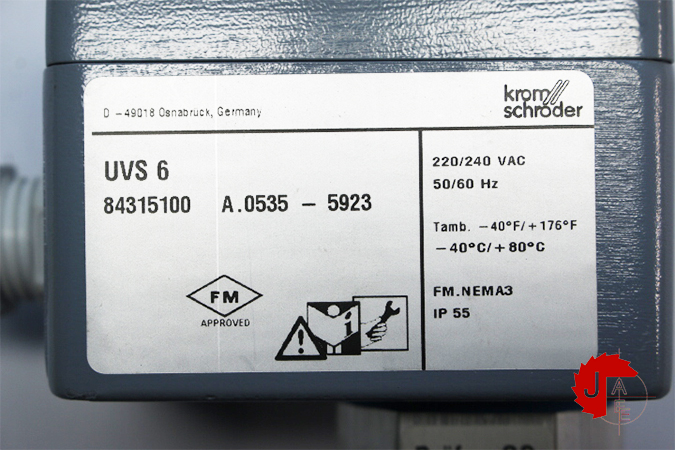 D -49018 Osnabruck, Germany
krom
schröder
UVS 6
84315100 A.0535 - 5923
FM
APPROVED
220/240 VAC
50/60 Hz
Tamb. -40°F/+176°F
-40°C/+80°C
FM.NEMA3
IP 55